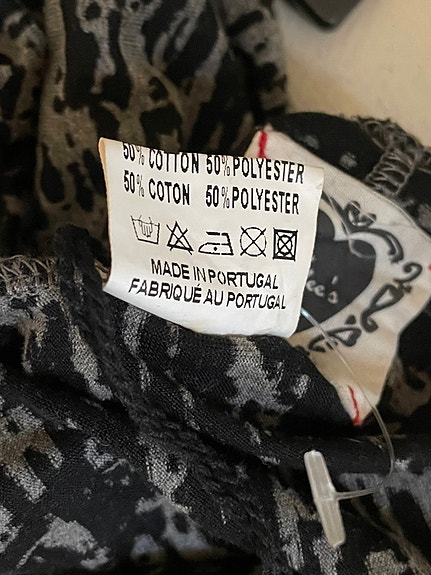 50% COTTON 50% POLYESTER
50% COTON 50% POLYESTER
MADE IN PORTUGAL
FABRIQUÉ AU PORTUGAL